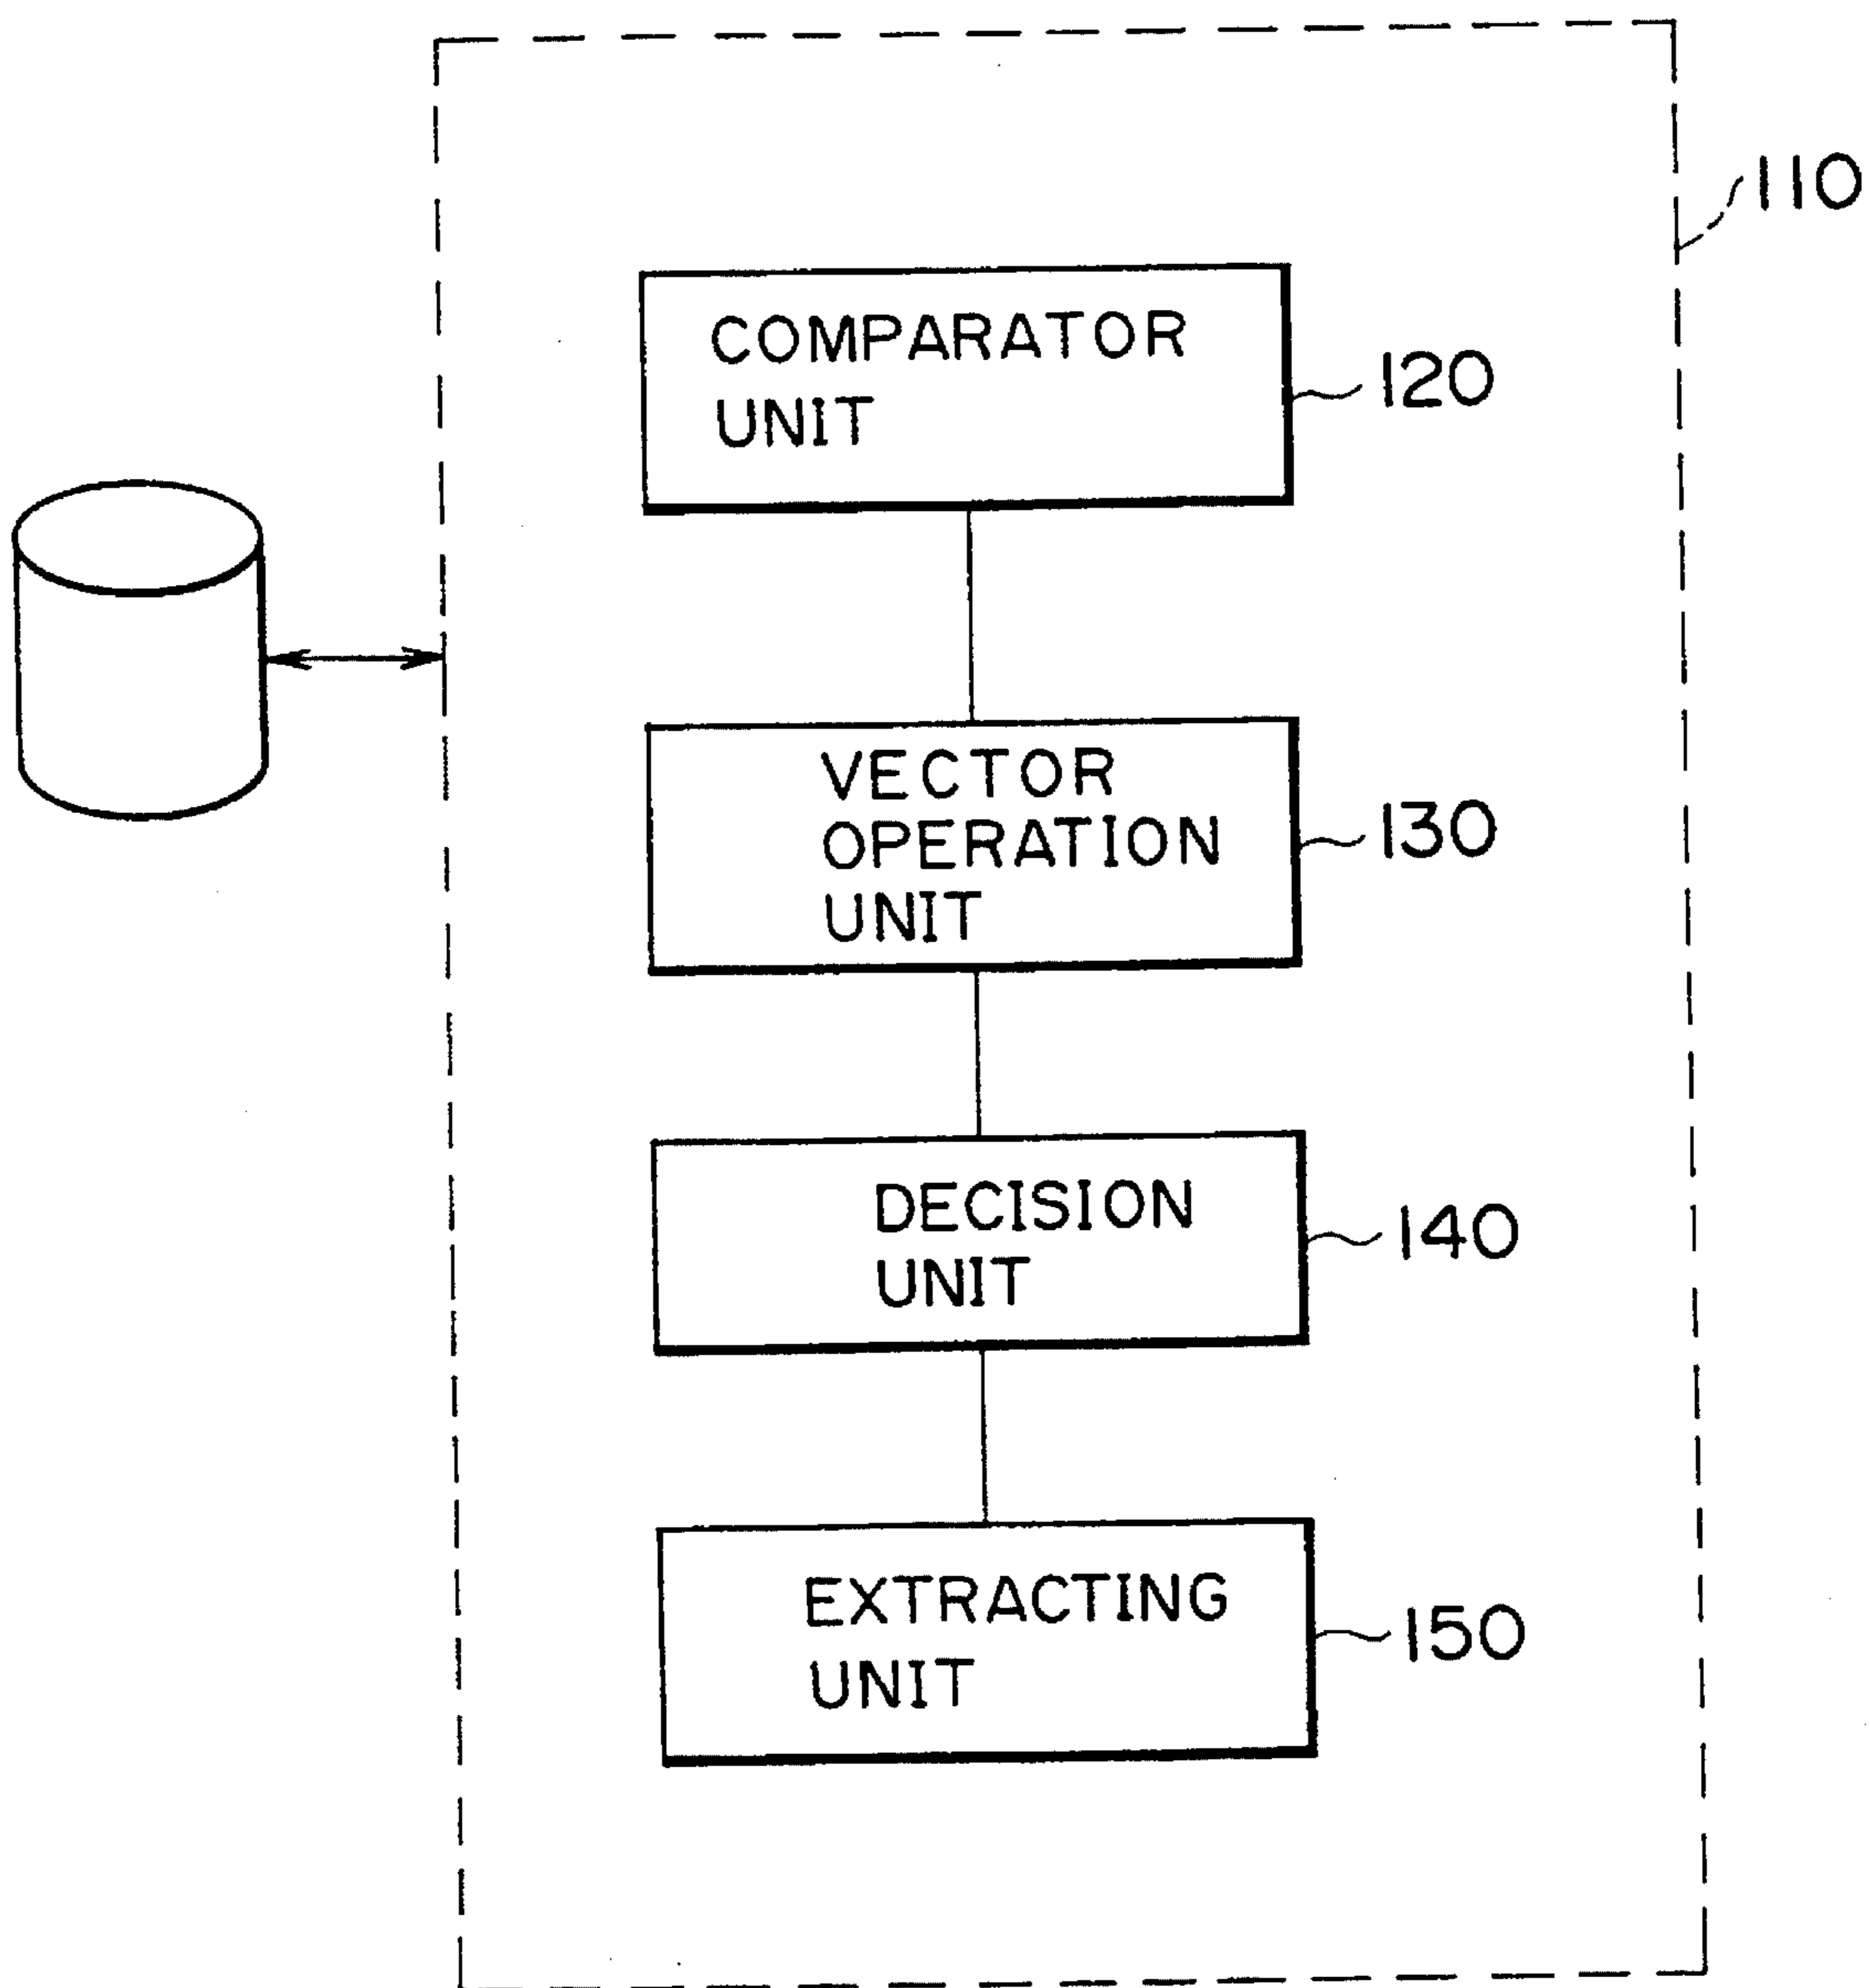 110
COMPARATOR
UNIT
120
VECTOR
OPERATION
UNIT
130
DECISION
UNIT
140
EXTRACTING
UNIT
150